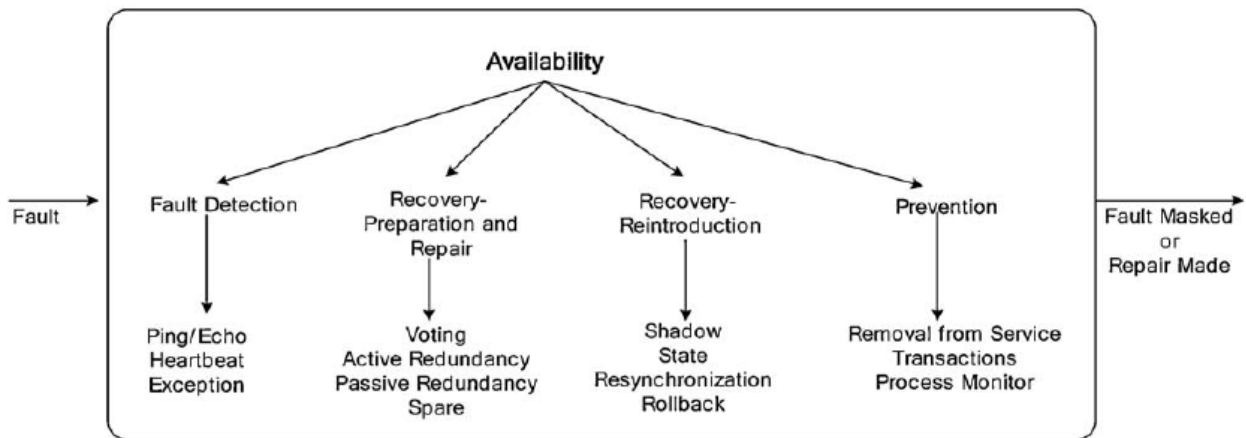 Availability
Fault
Fault Detection
Recovery-
Preparation and
Repair
Recovery-
Reintroduction
Prevention
Fault Masked
or
Repair Made
Ping/Echo
Heartbeat
Exception
Voting
Active Redundancy
Passive Redundancy
Spare
Shadow
State
Resynchronization
Rollback
Removal from Service
Transactions
Process Monitor